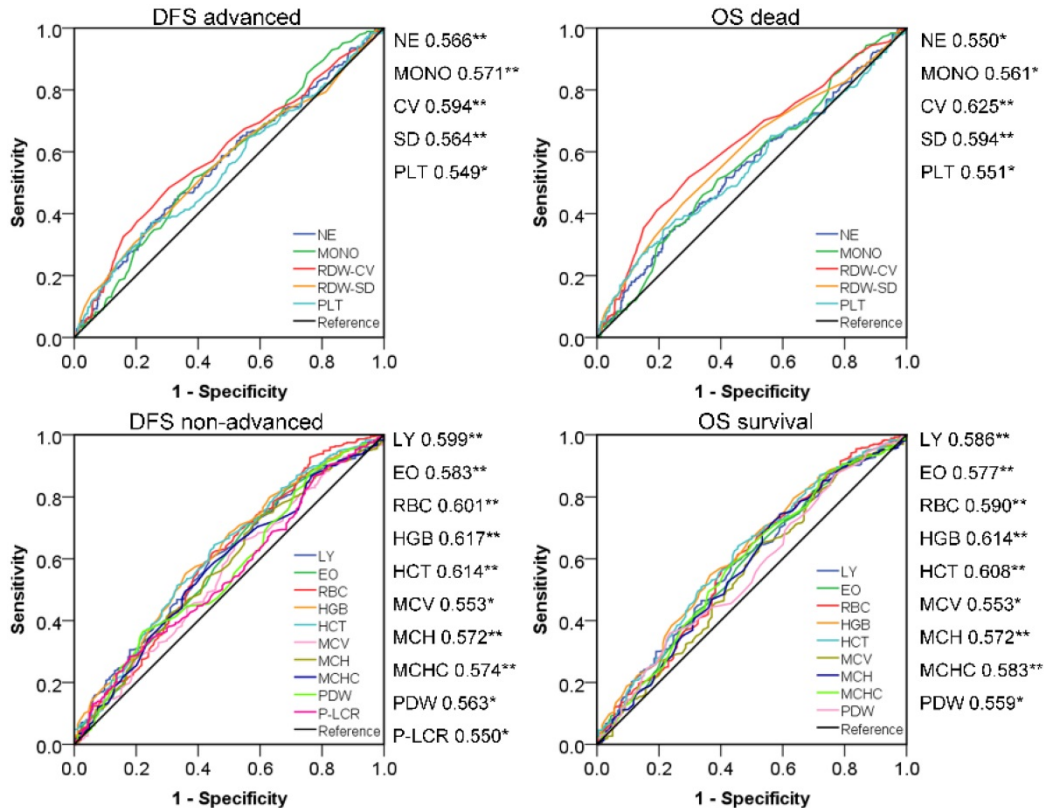 DFS advanced
1.0
0.8
0.6
0.4
0.2
0.0
Sensitivity
NE
MONO
RDW-CV
RDW-SD
PLT
Reference
0.0 0.2 0.4 0.6 0.8 1.0
1 - Specificity
NE 0.566**
MONO 0.571**
CV 0.594**
SD 0.564**
PLT 0.549*
OS dead
1.0
0.8
0.6
0.4
0.2
0.0
Sensitivity
NE
MONO
RDW-CV
RDW-SD
PLT
Reference
0.0 0.2 0.4 0.6 0.8 1.0
1 - Specificity
NE 0.550*
MONO 0.561*
CV 0.625**
SD 0.594**
PLT 0.551*
DFS non-advanced
1.0
0.8
0.6
0.4
0.2
0.0
Sensitivity
LY
EO
RBC
HGB
HCT
MCV
MCH
MCHC
PDW
P-LCR
Reference
0.0 0.2 0.4 0.6 0.8 1.0
1 - Specificity
LY 0.599**
EO 0.583**
RBC 0.601**
HGB 0.617**
HCT 0.614**
MCV 0.553*
MCH 0.572**
MCHC 0.574**
PDW 0.563*
P-LCR 0.550*
OS survival
1.0
0.8
0.6
0.4
0.2
0.0
Sensitivity
LY
EO
RBC
HGB
HCT
MCV
MCH
MCHC
PDW
Reference
0.0 0.2 0.4 0.6 0.8 1.0
1 - Specificity
LY 0.586**
EO 0.577**
RBC 0.590**
HGB 0.614**
HCT 0.608**
MCV 0.553*
MCH 0.572**
MCHC 0.583**
PDW 0.559*